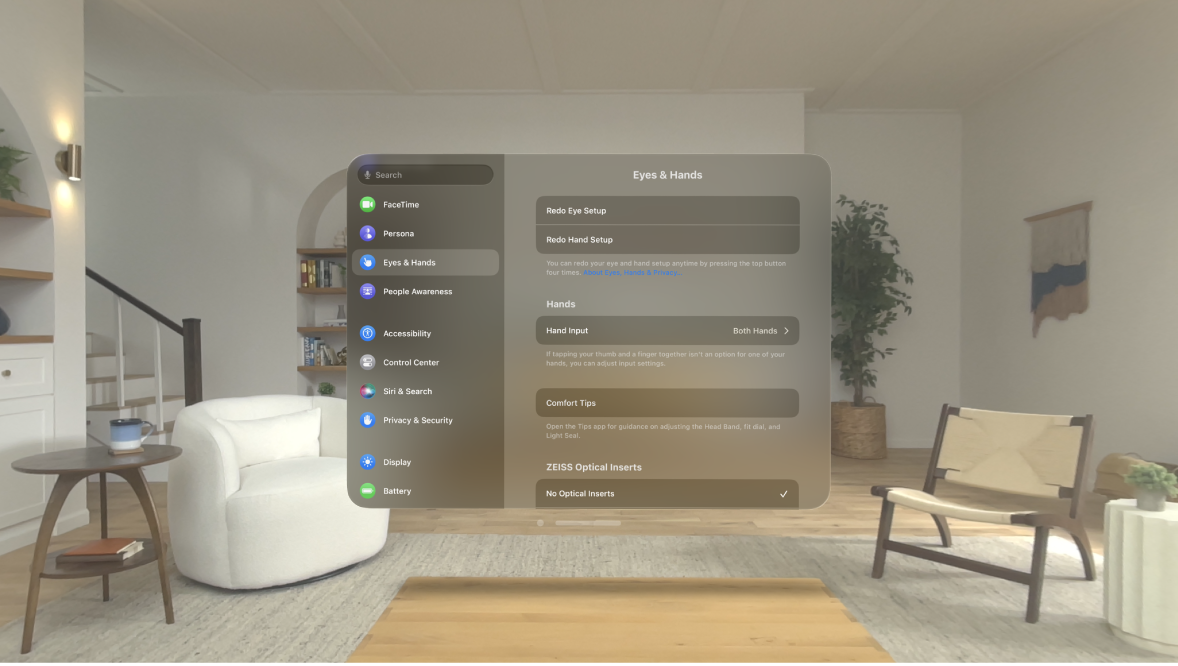 Search
FaceTime
Persona
Eyes & Hands
People Awareness
Accessibility
Control Center
Siri & Search
Privacy & Security
Display
Battery
Eyes & Hands
Redo Eye Setup
Redo Hand Setup
You can redo your eye and hand setup anytime by pressing the top button
four times. About Eyes, Hands & Privacy...
Hands
Hand Input
Both Hands
If tapping your thumb and a finger together isn't an option for one of your
hands, you can adjust input settings.
Comfort Tips
Open the Tips app for guidance on adjusting the Head Band, fit dial, and
Light Seal.
ZEISS Optical Inserts
No Optical Inserts